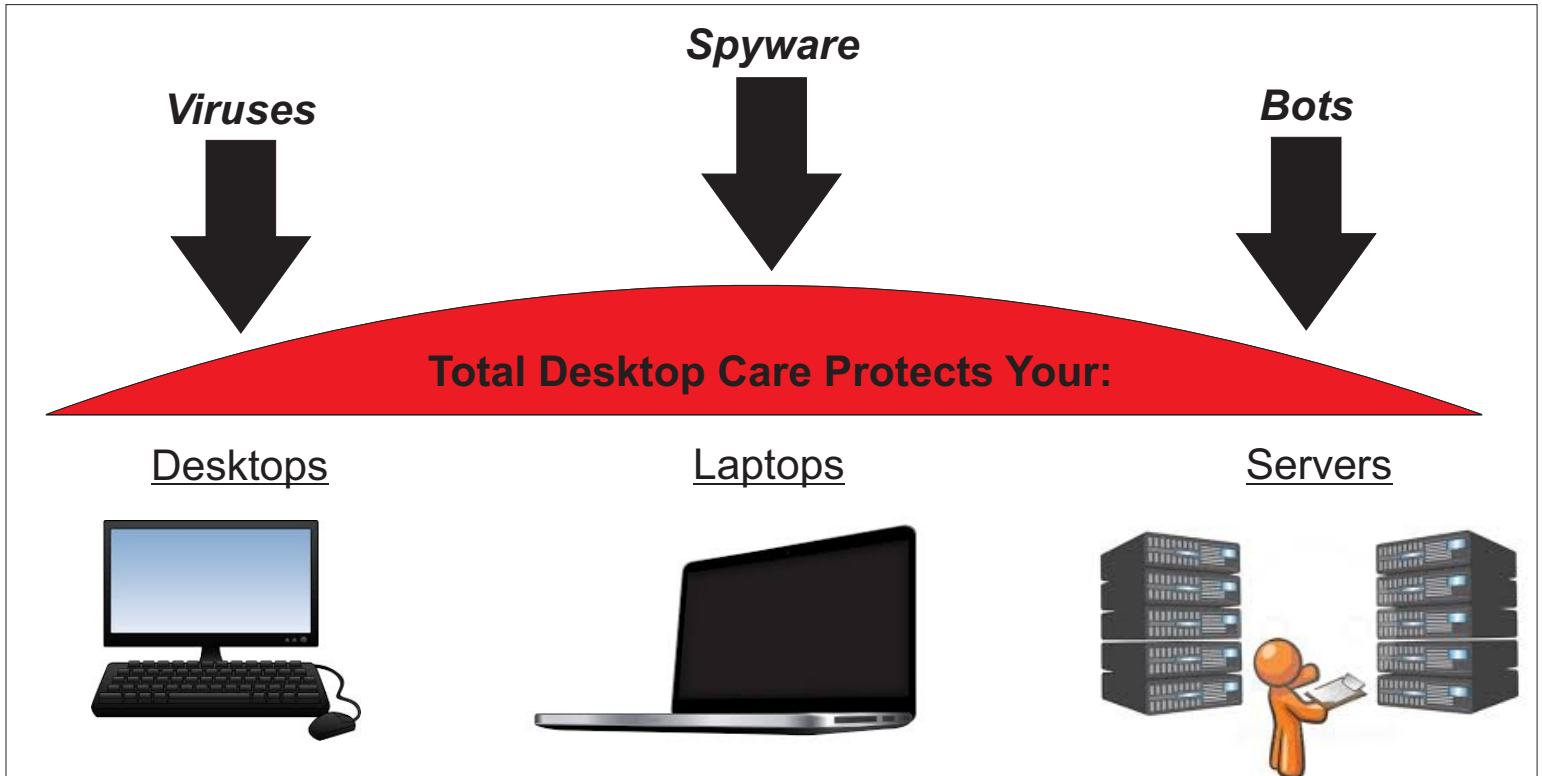 Spyware
Viruses
Bots
Total Desktop Care Protects Your:
Desktops
Laptops
Servers